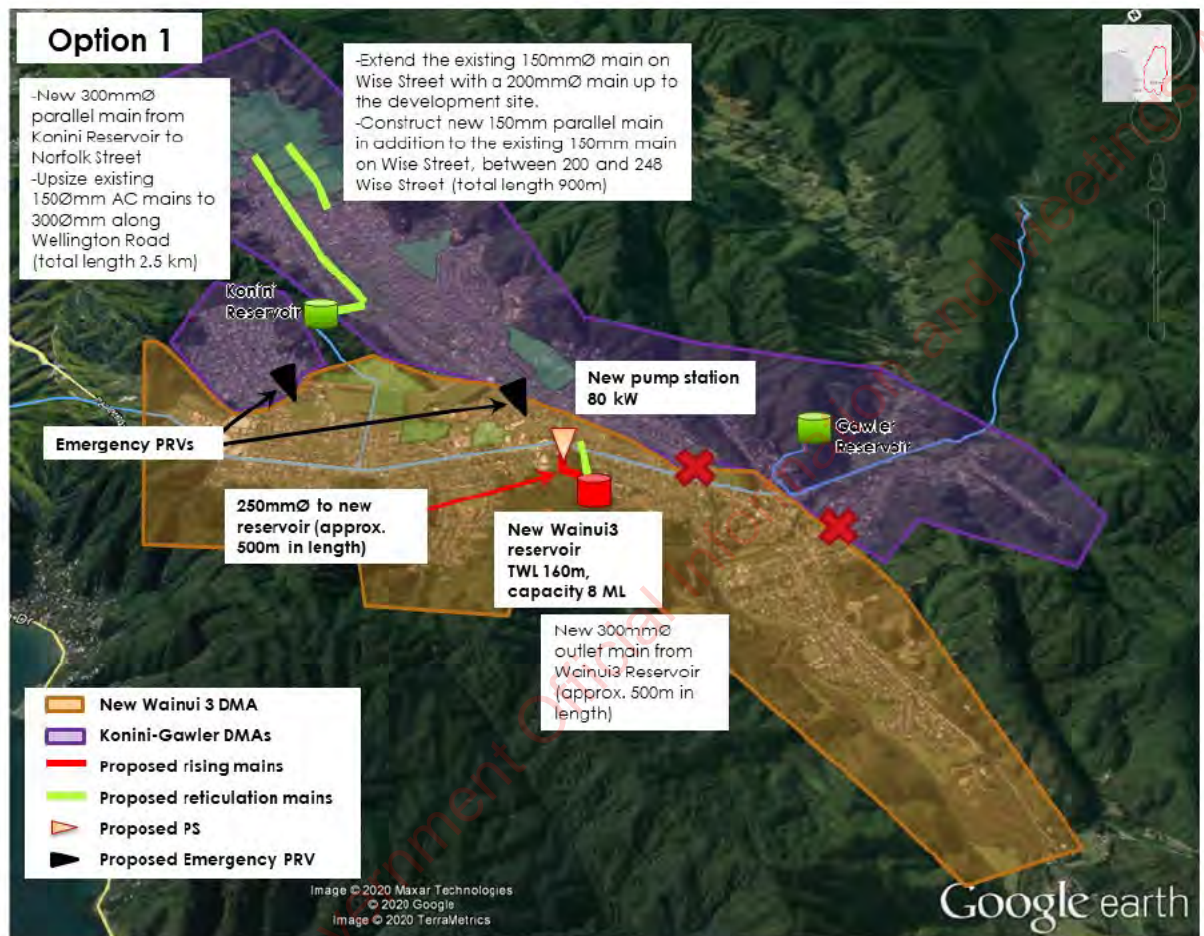 Option 1
-New 300mmØ
parallel main from
Konini Reservoir to
Norfolk Street
-Upsize existing
150Ømm AC mains to
300Ømm along
Wellington Road
(total length 2.5 km)
-Extend the existing 150mmØ main on
Wise Street with a 200mmØ main up to
the development site.
-Construct new 150mm parallel main
in addition to the existing 150mm main
on Wise Street, between 200 and 248
Wise Street (total length 900m)
Konini
Reservoir
New pump station
80 kW
Gawler
Reservoir
Emergency PRVs
250mmØ to new
reservoir (approx.
500m in length)
New Wainui3
reservoir
TWL 160m,
capacity 8 ML
New 300mmØ
outlet main from
Wainui3 Reservoir
(approx. 500m in
length)
New Wainui 3 DMA
Konini-Gawler DMAs
Proposed rising mains
Proposed reticulation mains
Proposed PS
Proposed Emergency PRV
Image © 2020 Maxar Technologies
© 2020 Google
Image © 2020 TerraMetrics
Google earth
Government Official Information and Meetings